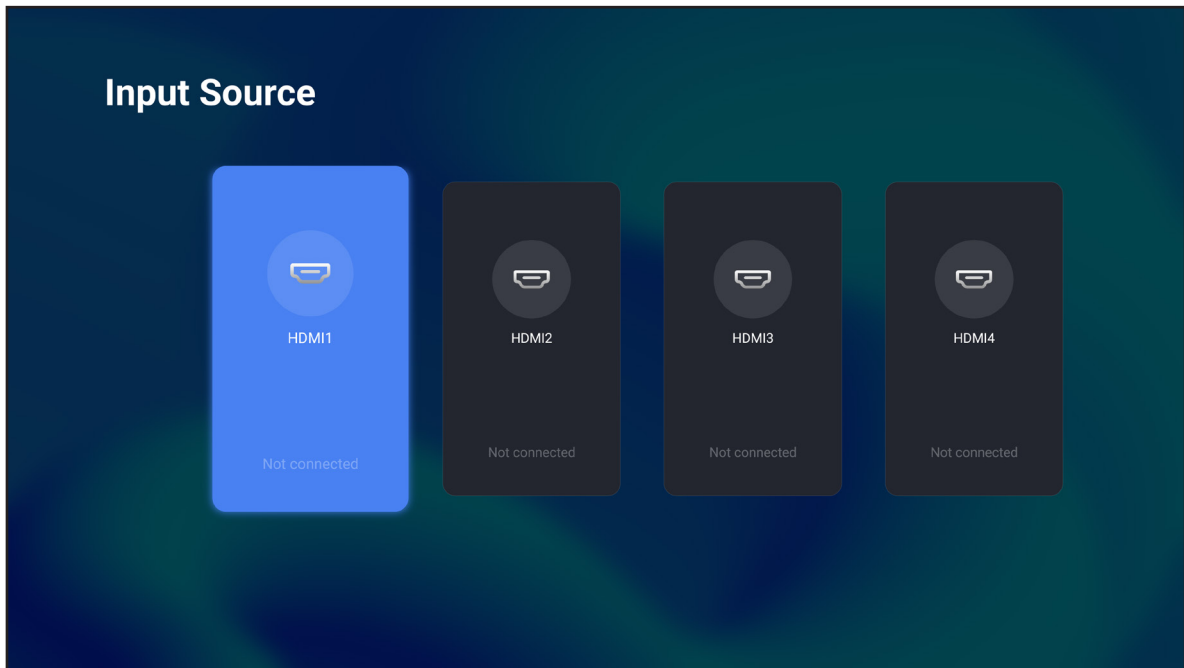 Input Source
HDMI1
HDMI2
HDMI3
HDMI4
Not connected
Not connected
Not connected
Not connected